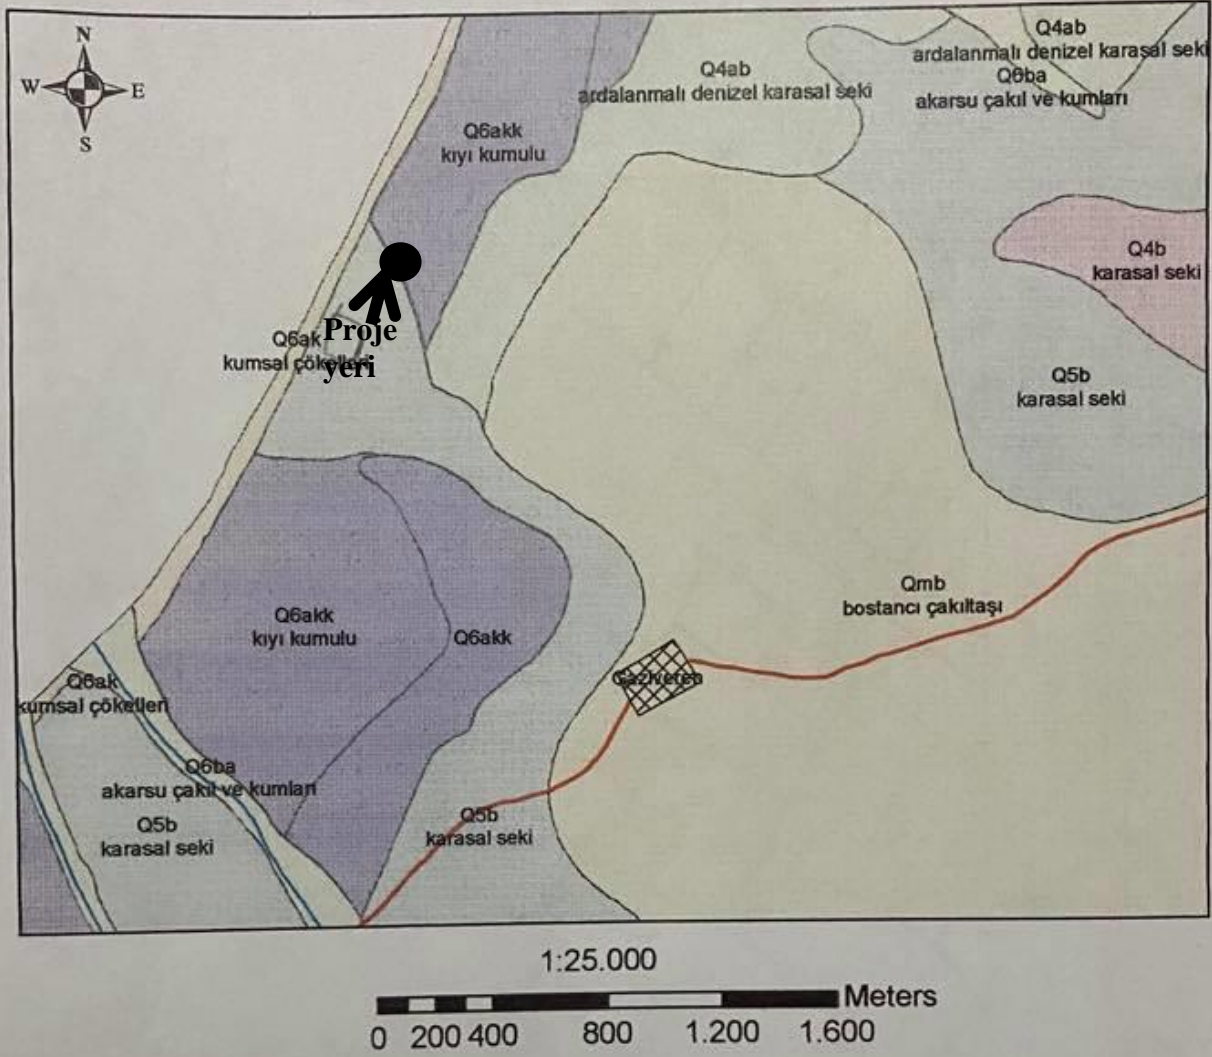 N
W E
S
Q4ab
ardalanmalı denizel karasal seki
Q6ba
akarsu çakıl ve kumları
Q4ab
ardalanmalı denizel karasal seki
Q6akk
kıyı kumulu
Q4b
karasal seki
Q6ak
kumsal çökelleri
Proje
yeri
Q5b
karasal seki
Qmb
bostancı çakıltaşı
Q6akk
kıyı kumulu
Q6akk
Gaziveren
Q6ak
kumsal çökelleri
Q6ba
akarsu çakıl ve kumları
Q5b
karasal seki
Q5b
karasal seki
1:25.000
Meters
0 200 400 800 1.200 1.600